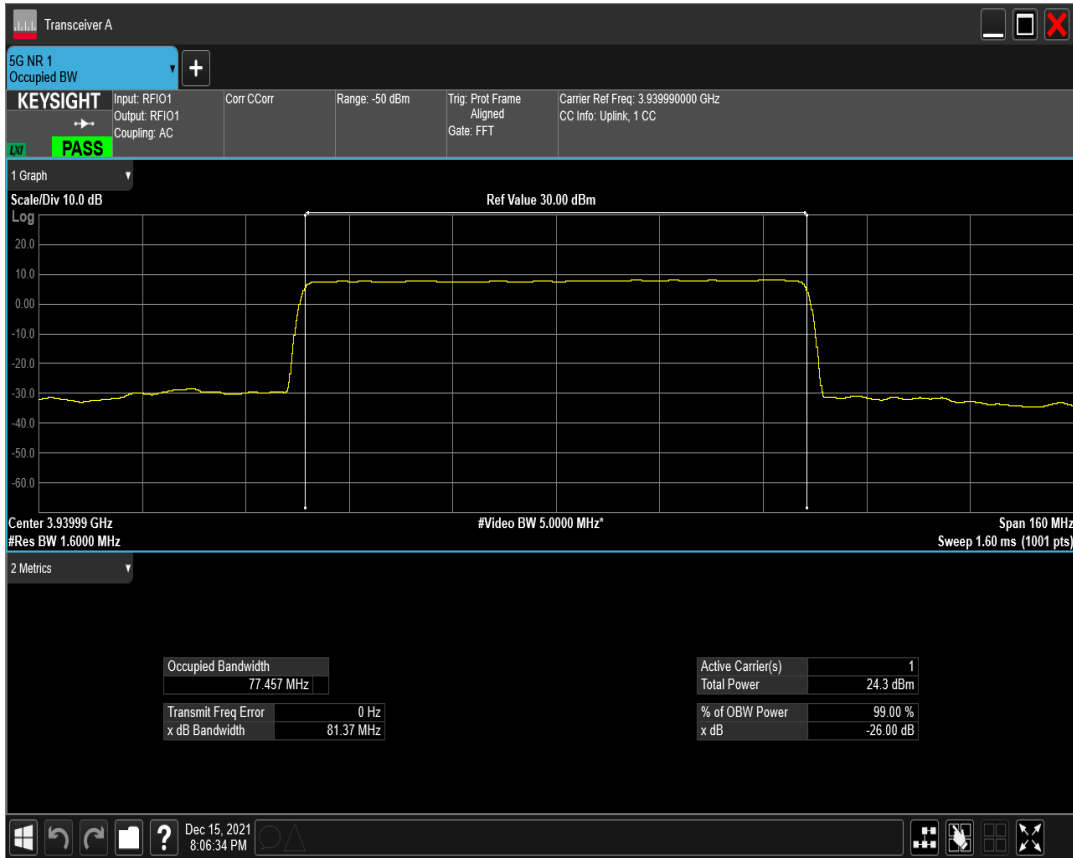 Transceiver A
5G NR 1
Occupied BW
+
KEYSIGHT
LXI
PASS
Input: RFIO1
Output: RFIO1
Coupling: AC
Corr CCorr
Range: -50 dBm
Trig: Prot Frame
Aligned
Gate: FFT
Carrier Ref Freq: 3.939990000 GHz
CC Info: Uplink, 1 CC
1 Graph
Scale/Div 10.0 dB
Ref Value 30.00 dBm
Log
20.0
10.0
0.00
-10.0
-20.0
-30.0
-40.0
-50.0
-60.0
Center 3.93999 GHz
#Video BW 5.0000 MHz*
Span 160 MHz
#Res BW 1.6000 MHz
Sweep 1.60 ms (1001 pts)
2 Metrics
Occupied Bandwidth
77.457 MHz
Transmit Freq Error 0 Hz
x dB Bandwidth 81.37 MHz
Active Carrier(s) 1
Total Power 24.3 dBm
% of OBW Power 99.00 %
x dB -26.00 dB
?
Dec 15, 2021
8:06:34 PM